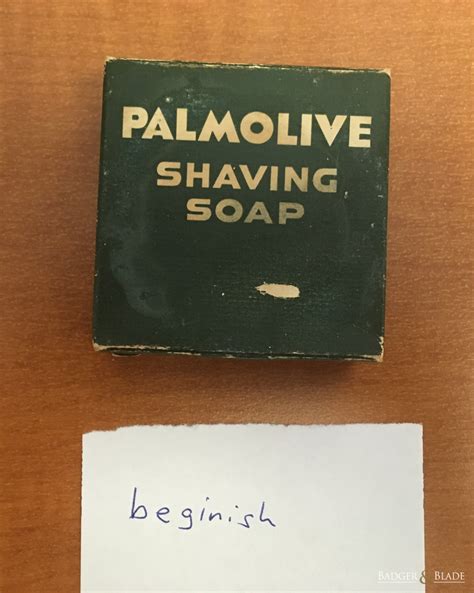 PALMOLIVE
SHAVING
SOAP
beginish
BADGER & BLADE